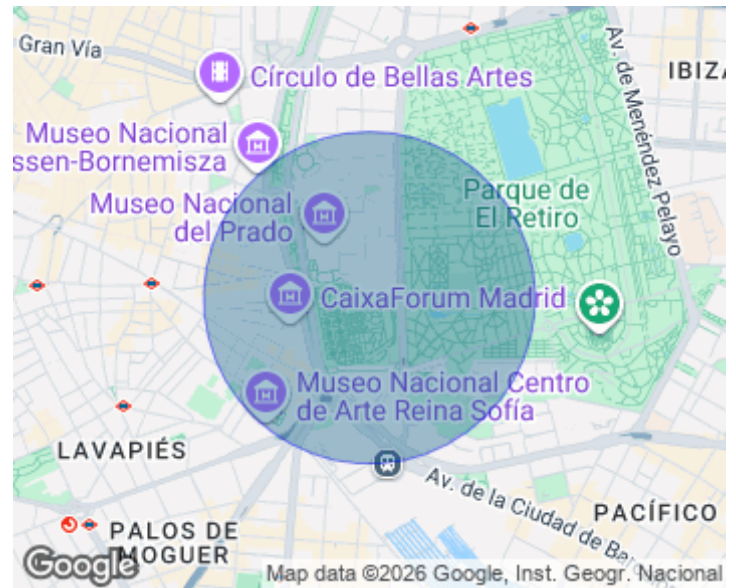 Gran Vía
Círculo de Bellas Artes
IBIZ
Av. de Menéndez Pelayo
Museo Nacional
ssen-Bornemisza
Museo Nacional
del Prado
Parque de
El Retiro
CaixaForum Madrid
Museo Nacional Centro
de Arte Reina Sofía
LAVAPIÉS
Av. de la Ciudad de Bar
PACÍFICO
PALOS DE
MOGUER
Google
Map data ©2026 Google, Inst. Geogr. Nacional